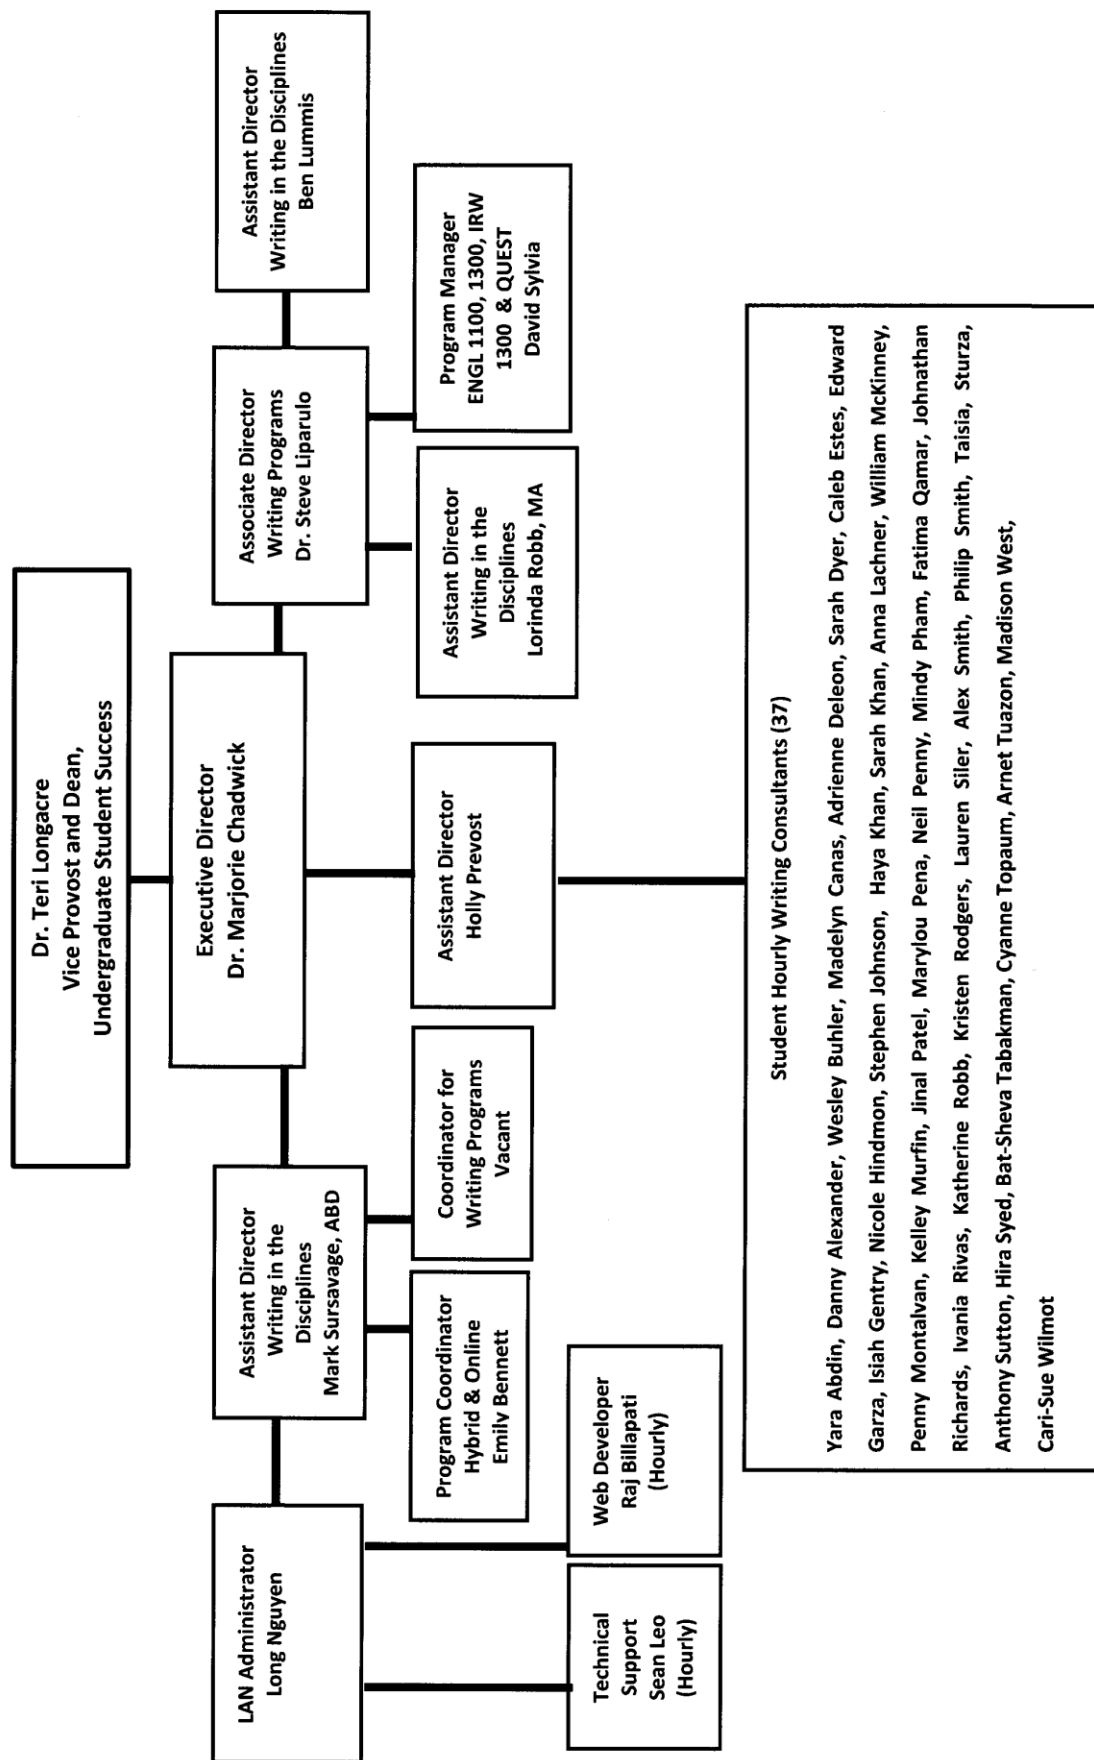 Dr. Teri Longacre
Vice Provost and Dean,
Undergraduate Student Success
Executive Director
Dr. Marjorie Chadwick
LAN Administrator
Long Nguyen
Assistant Director
Writing in the
Disciplines
Mark Sursavage, ABD
Associate Director
Writing Programs
Dr. Steve Liparulo
Assistant Director
Writing in the Disciplines
Ben Lummis
Program Coordinator
Hybrid & Online
Emily Bennett
Coordinator for
Writing Programs
Vacant
Assistant Director
Holly Prevost
Assistant Director
Writing in the
Disciplines
Lorinda Robb, MA
Program Manager
ENGL 1100, 1300, IRW
1300 & QUEST
David Sylvia
Technical
Support
Sean Leo
(Hourly)
Web Developer
Raj Billapati
(Hourly)
Student Hourly Writing Consultants (37)
Yara Abdin, Danny Alexander, Wesley Buhler, Madelyn Canas, Adrienne Deleon, Sarah Dyer, Caleb Estes, Edward
Garza, Isiah Gentry, Nicole Hindmon, Stephen Johnson, Haya Khan, Sarah Khan, Anna Lachner, William McKinney,
Penny Montalvan, Kelley Murfin, Jinal Patel, Marylou Pena, Neil Penny, Mindy Pham, Fatima Qamar, Johnathan
Richards, Ivania Rivas, Katherine Robb, Kristen Rodgers, Lauren Siler, Alex Smith, Philip Smith, Taisia, Sturza,
Anthony Sutton, Hira Syed, Bat-Sheva Tabakman, Cyanne Topaum, Arnet Tuazon, Madison West,
Cari-Sue Wilmot